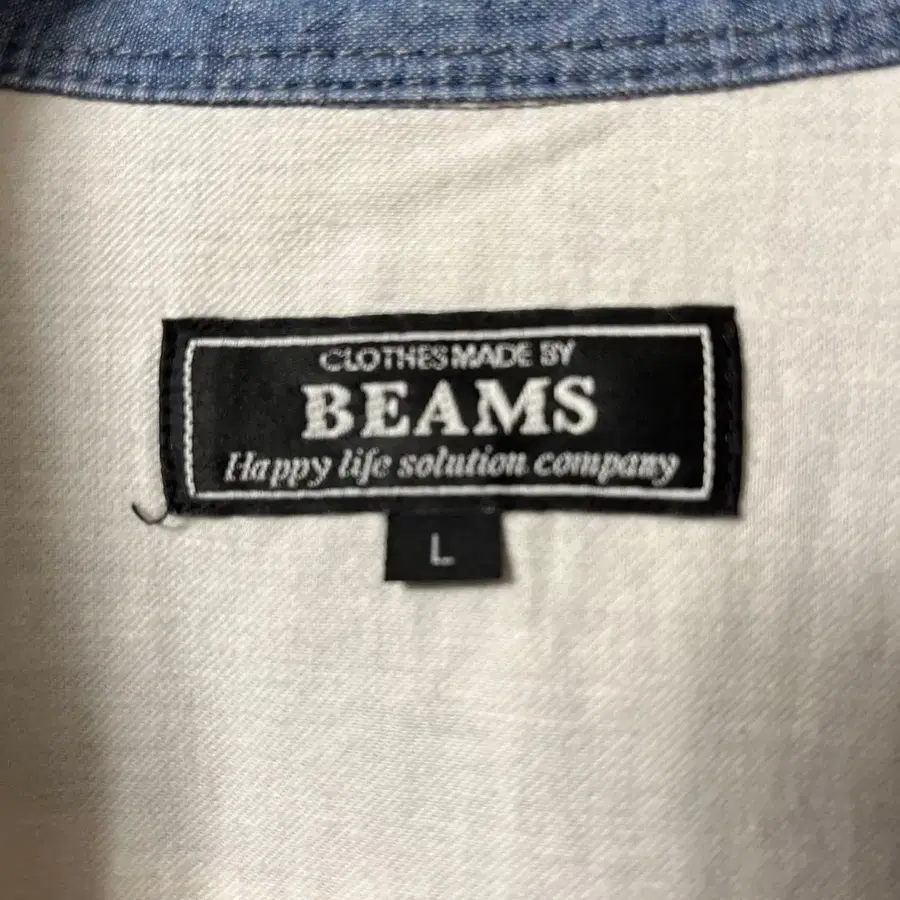 CLOTHES MADE BY
BEAMS
Happy life solution company
L